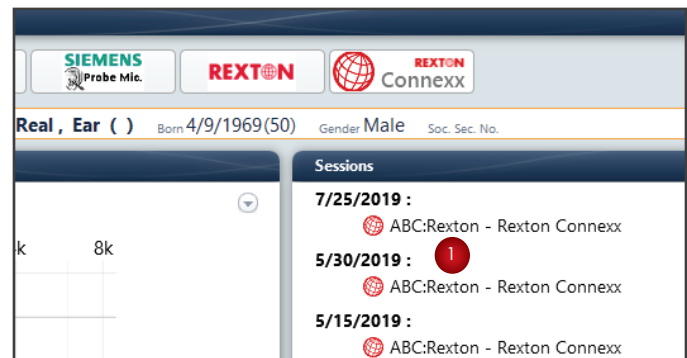 SIEMENS
Probe Mic.
REXTON
REXTON
Connexx
Real , Ear ( ) Born 4/9/1969(50) Gender Male Soc. Sec. No.
Sessions
7/25/2019 :
ABC:Rexton - Rexton Connexx
1
5/30/2019 :
ABC:Rexton - Rexton Connexx
5/15/2019 :
ABC:Rexton - Rexton Connexx
k 8k